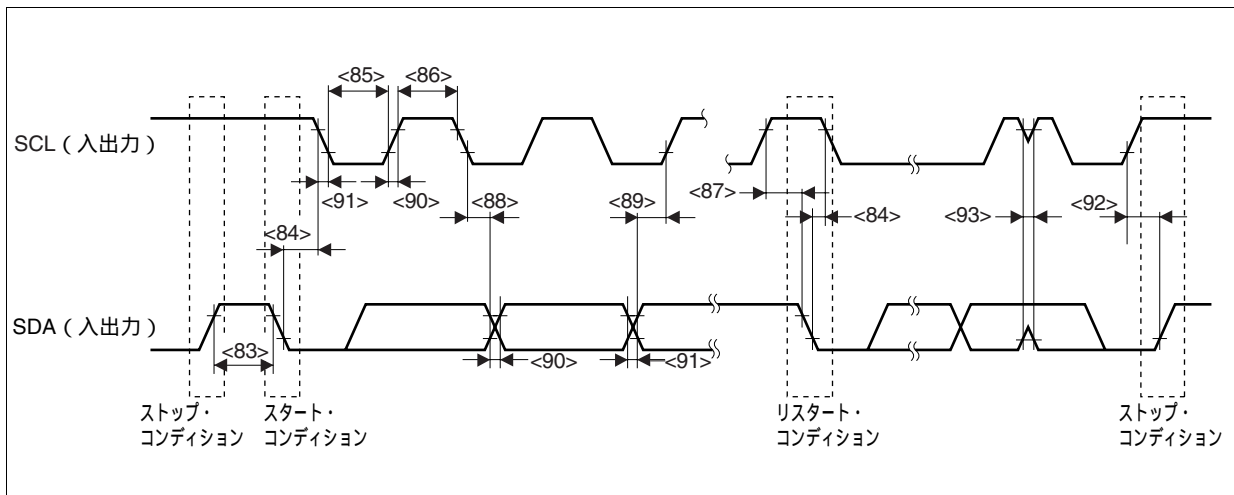 <85>
<86>
SCL（入出力）
<91>
<90>
<88>
<89>
<87>
<84>
<93>
<92>
<84>
SDA（入出力）
<83>
<90>
<91>
ストップ・
コンディション
スタート・
コンディション
リスタート・
コンディション
ストップ・
コンディション